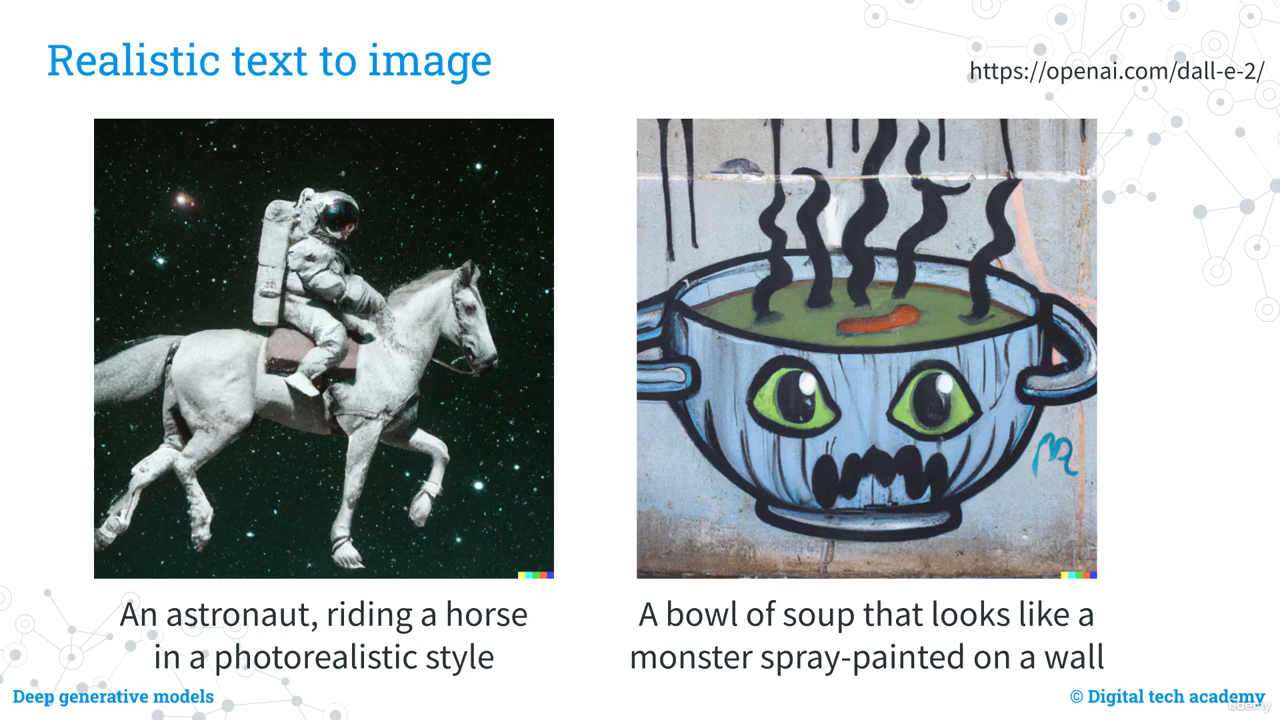 Realistic text to image
https://openai.com/dall-e-2/
An astronaut, riding a horse
in a photorealistic style
A bowl of soup that looks like a
monster spray-painted on a wall
Deep generative models
© Digital tech academy
udemy